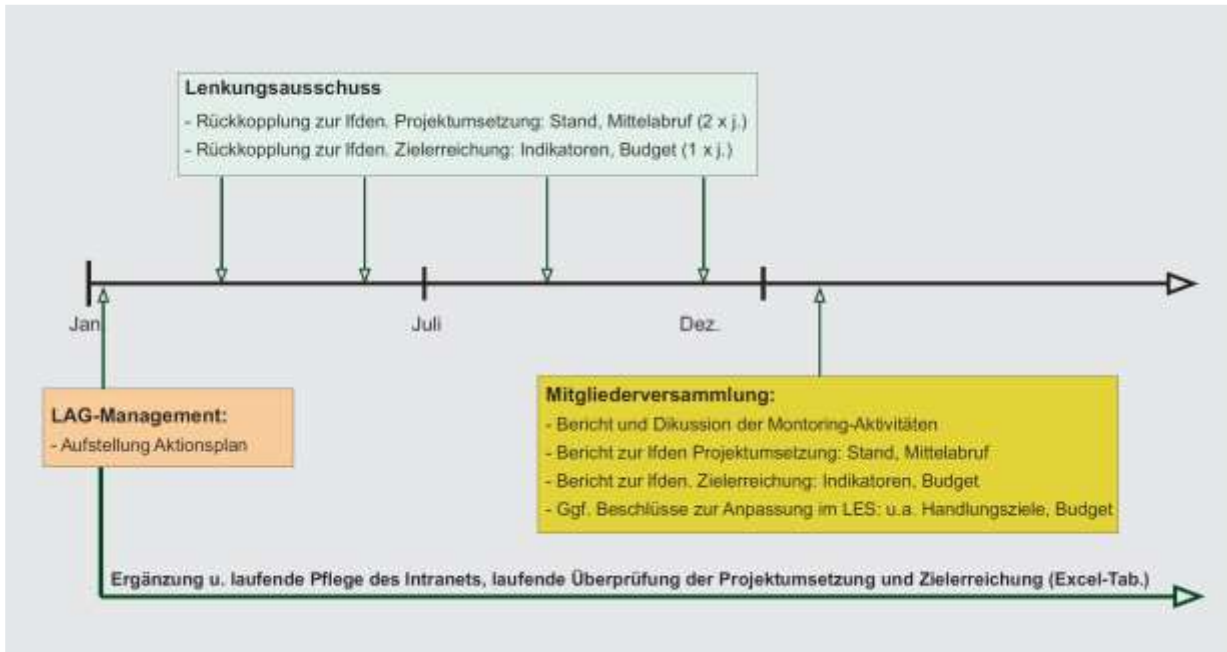 Lenkungsausschuss
- Rückkopplung zur lfden. Projektumsetzung: Stand, Mittelabruf (2 x j.)
- Rückkopplung zur lfden. Zielerreichung: Indikatoren, Budget (1 x j.)
Jan
Juli
Dez.
LAG-Management:
- Aufstellung Aktionsplan
Mitgliederversammlung:
- Bericht und Dikussion der Montoring-Aktivitäten
- Bericht zur lfden Projektumsetzung: Stand, Mittelabruf
- Bericht zur lfden. Zielerreichung: Indikatoren, Budget
- Ggf. Beschlüsse zur Anpassung im LES: u.a. Handlungsziele, Budget
Ergänzung u. laufende Pflege des Intranets, laufende Überprüfung der Projektumsetzung und Zielerreichung (Excel-Tab.)